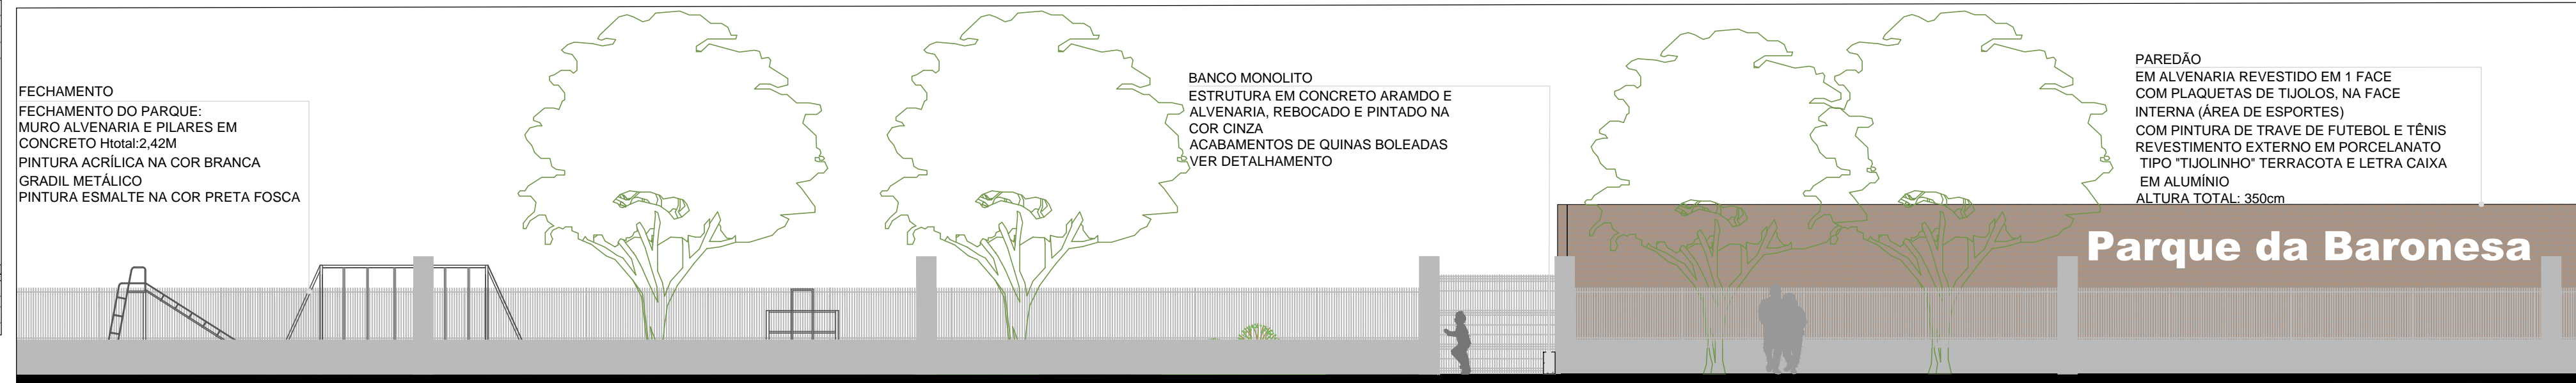 FECHAMENTO
FECHAMENTO DO PARQUE:
MURO ALVENARIA E PILARES EM
CONCRETO Htotal:2,42M
PINTURA ACRÍLICA NA COR BRANCA
GRADIL METÁLICO
PINTURA ESMALTE NA COR PRETA FOSCA
BANCO MONOLITO
ESTRUTURA EM CONCRETO ARAMDO E
ALVENARIA, REBOCADO E PINTADO NA
COR CINZA
ACABAMENTOS DE QUINAS BOLEADAS
VER DETALHAMENTO
PAREDÃO
EM ALVENARIA REVESTIDO EM 1 FACE
COM PLAQUETAS DE TIJOLOS, NA FACE
INTERNA (ÁREA DE ESPORTES)
COM PINTURA DE TRAVE DE FUTEBOL E TÊNIS
REVESTIMENTO EXTERNO EM PORCELANATO
TIPO "TIJOLINHO" TERRACOTA E LETRA CAIXA
EM ALUMÍNIO
ALTURA TOTAL: 350cm
Parque da Baronesa